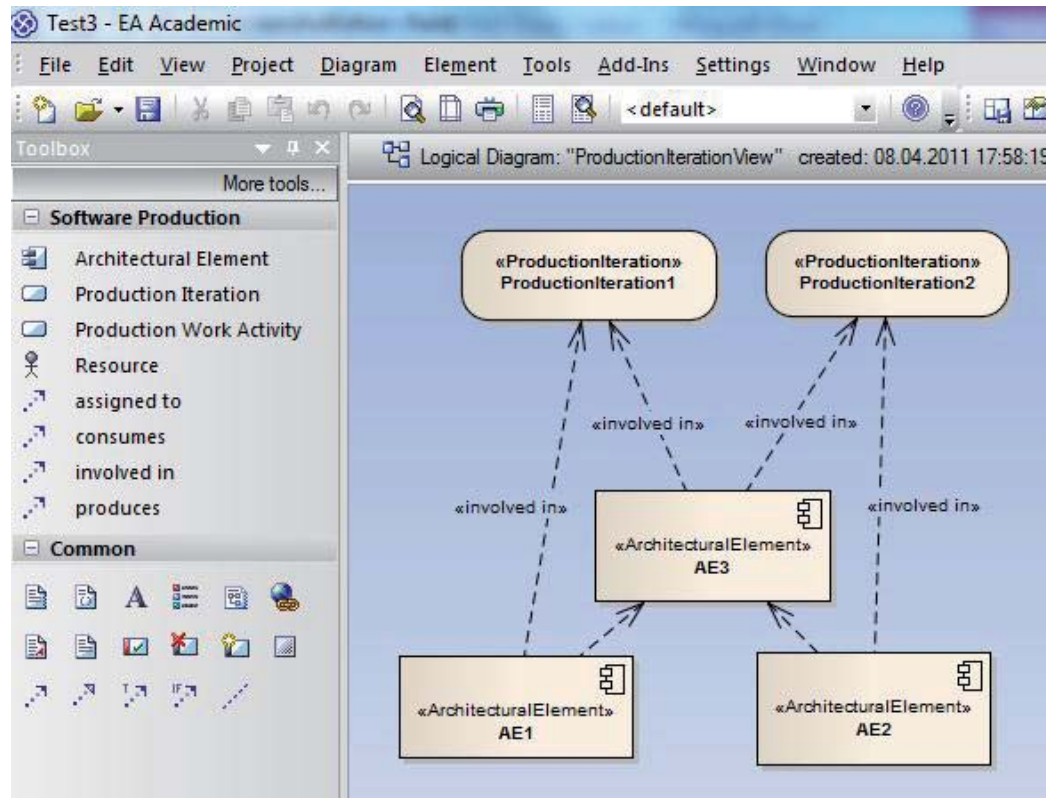 Test3 - EA Academic
File Edit View Project Diagram Element Tools Add-Ins Settings Window Help
<default>
Toolbox
Logical Diagram: "ProductionIterationView" created: 08.04.2011 17:58:19
More tools...
Software Production
Architectural Element
Production Iteration
Production Work Activity
Resource
assigned to
consumes
involved in
produces
Common
A
T
IF
«ProductionIteration»
ProductionIteration1
«ProductionIteration»
ProductionIteration2
«involved in» «involved in»
«involved in» «involved in»
«ArchitecturalElement»
AE3
«ArchitecturalElement»
AE1
«ArchitecturalElement»
AE2